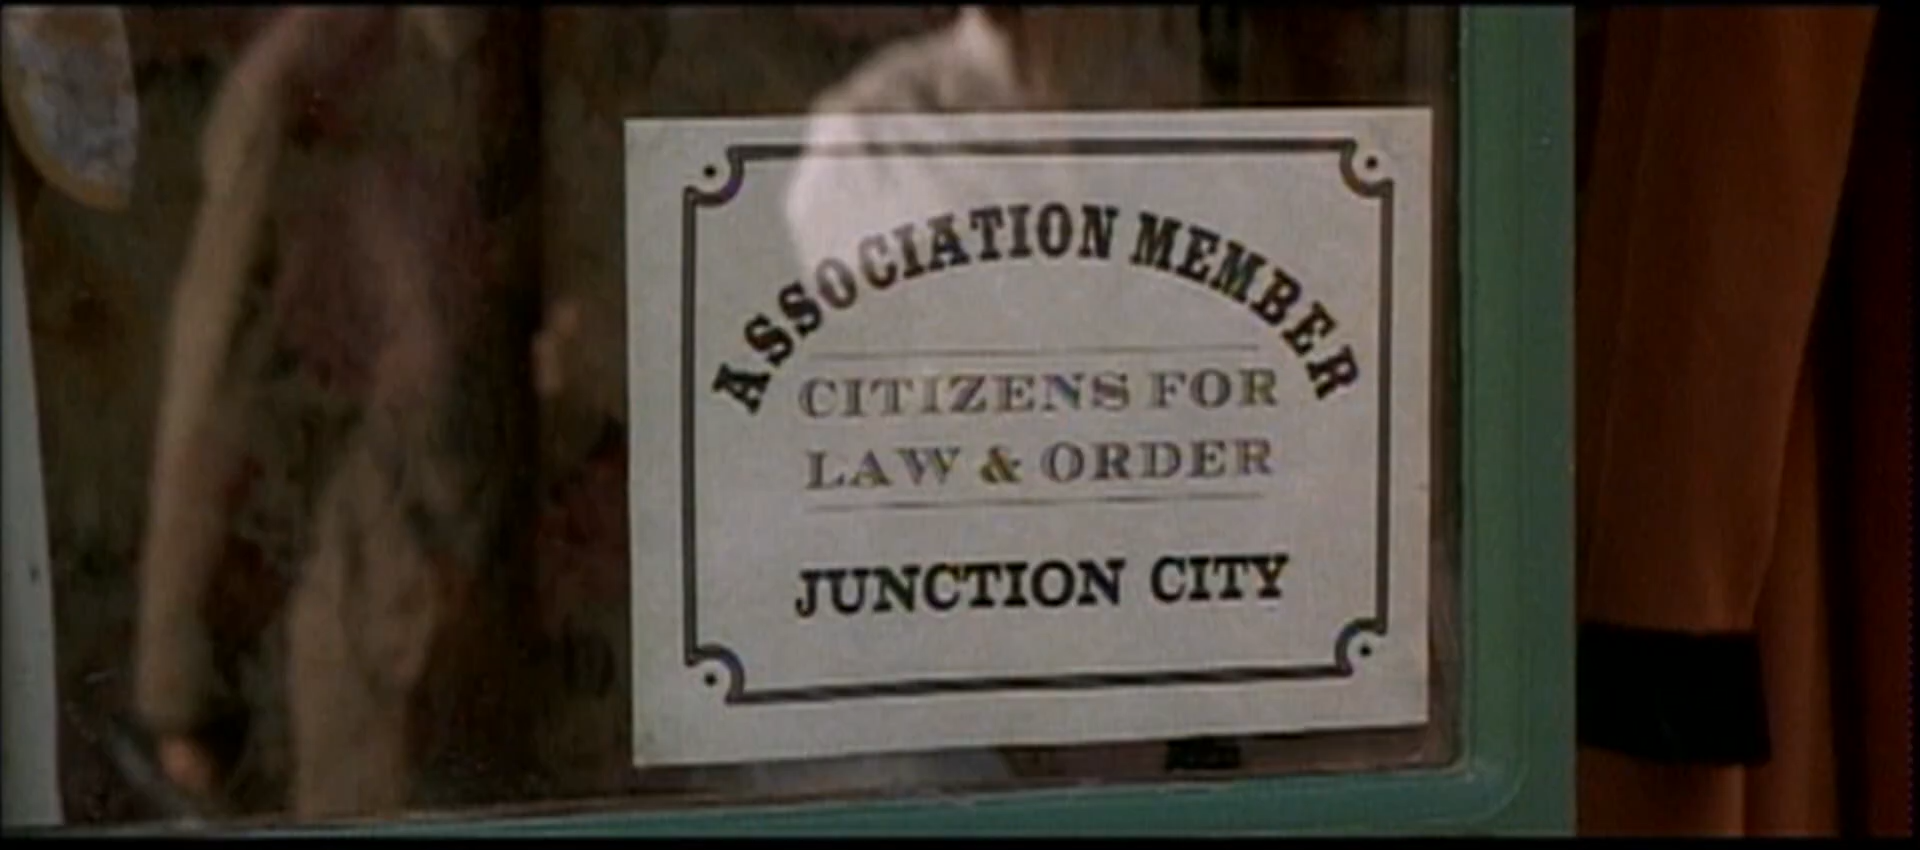 ASSOCIATION MEMBER
CITIZENS FOR
LAW & ORDER
JUNCTION CITY